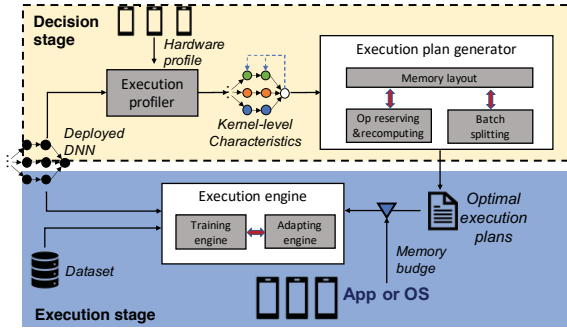 Decision
stage
Hardware
profile
Execution
profiler
Kernel-level
Characteristics
Execution plan generator
Memory layout
Op reserving
&recomputing
Batch
splitting
Deployed
DNN
Execution engine
Training
engine
Adapting
engine
Optimal
execution
plans
Memory
budge
Dataset
App or OS
Execution stage